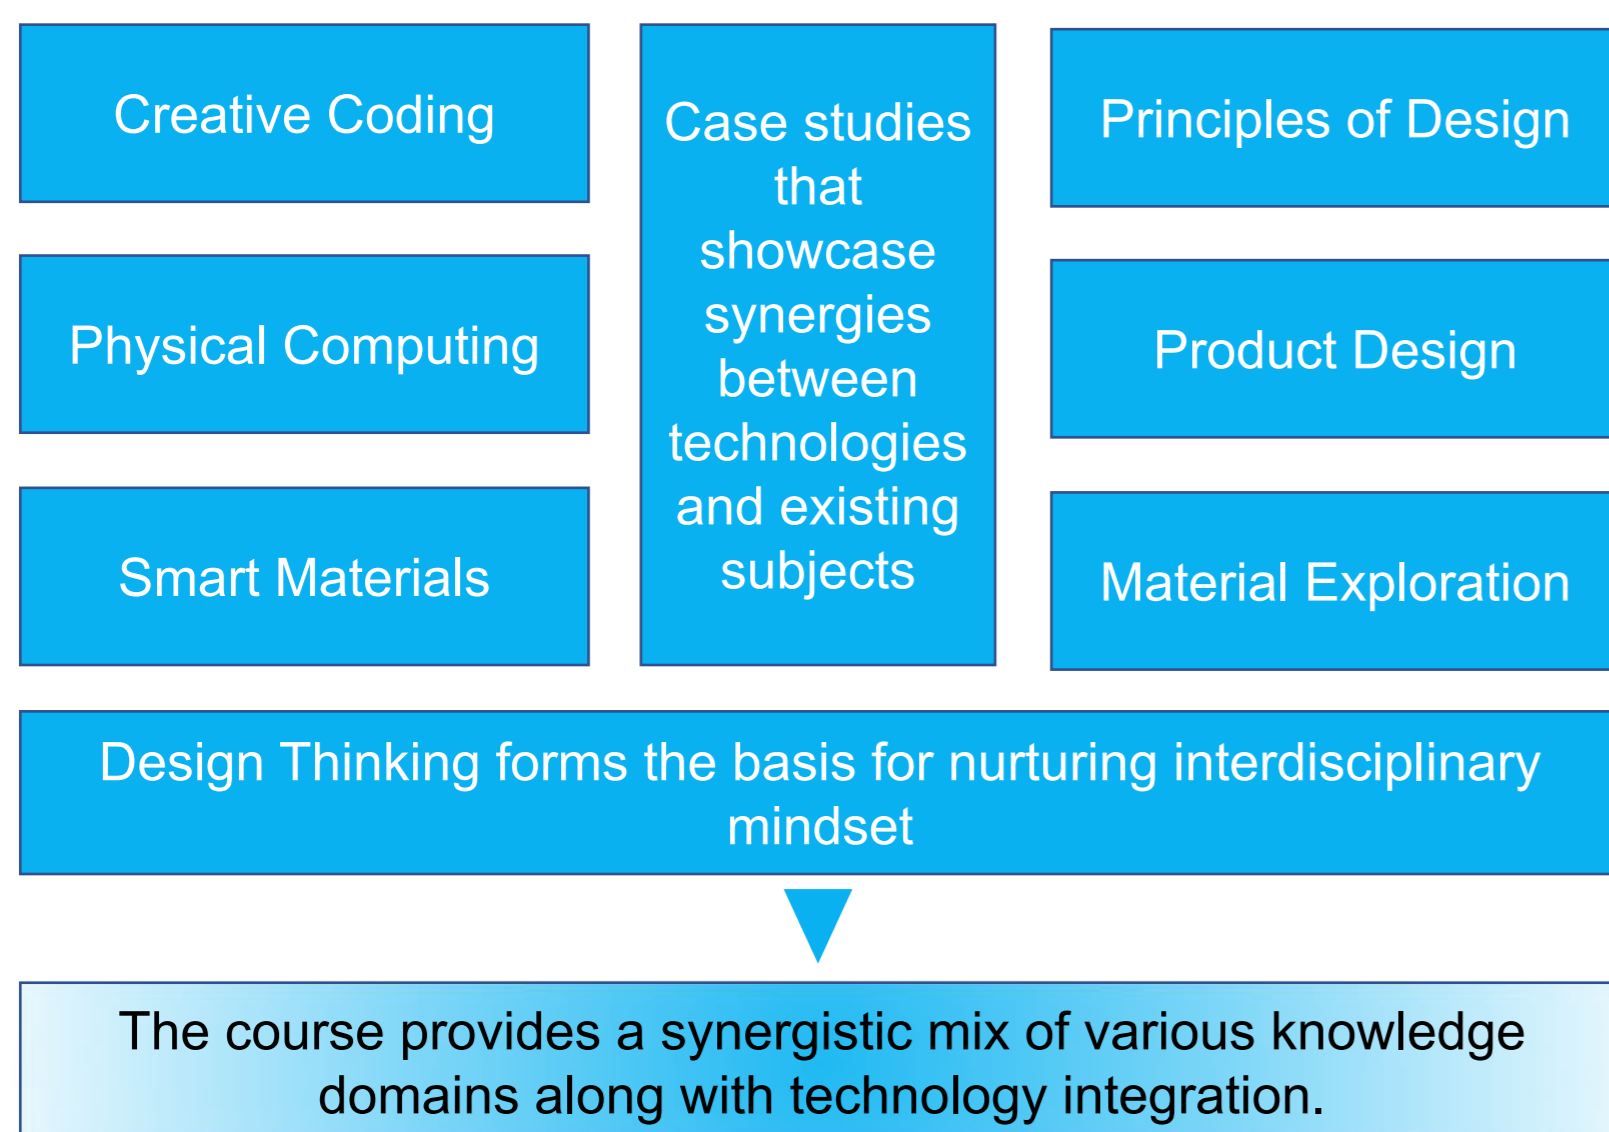 Creative Coding
Physical Computing
Smart Materials
Case studies
that
showcase
synergies
between
technologies
and existing
subjects
Principles of Design
Product Design
Material Exploration
Design Thinking forms the basis for nurturing interdisciplinary
mindset
The course provides a synergistic mix of various knowledge
domains along with technology integration.